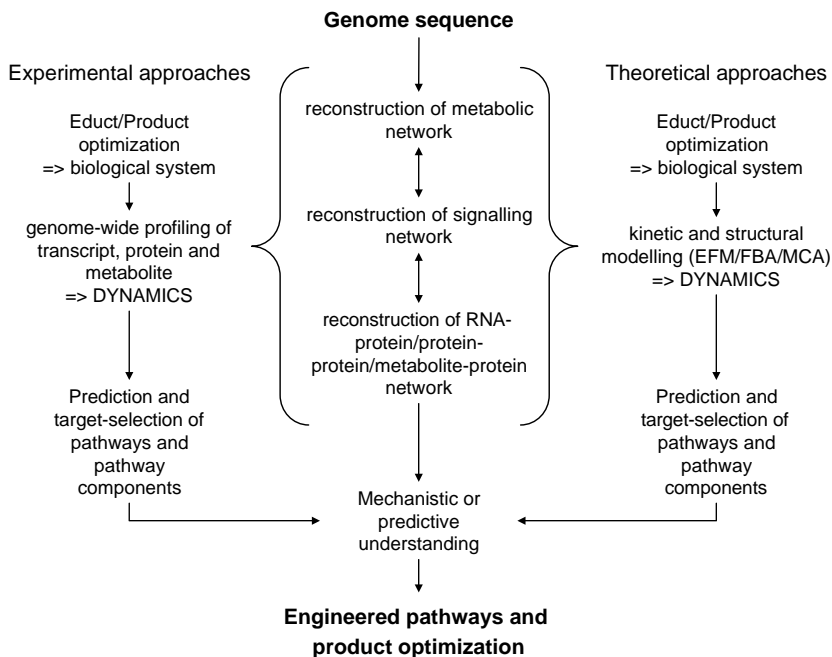 Genome sequence
Experimental approaches
Educt/Product
optimization
=> biological system
genome-wide profiling of
transcript, protein and
metabolite
=> DYNAMICS
Prediction and
target-selection of
pathways and
pathway
components
reconstruction of metabolic
network
reconstruction of signalling
network
reconstruction of RNA-
protein/protein-
protein/metabolite-protein
network
Theoretical approaches
Educt/Product
optimization
=> biological system
kinetic and structural
modelling (EFM/FBA/MCA)
=> DYNAMICS
Prediction and
target-selection of
pathways and
pathway
components
Mechanistic or
predictive
understanding
Engineered pathways and
product optimization